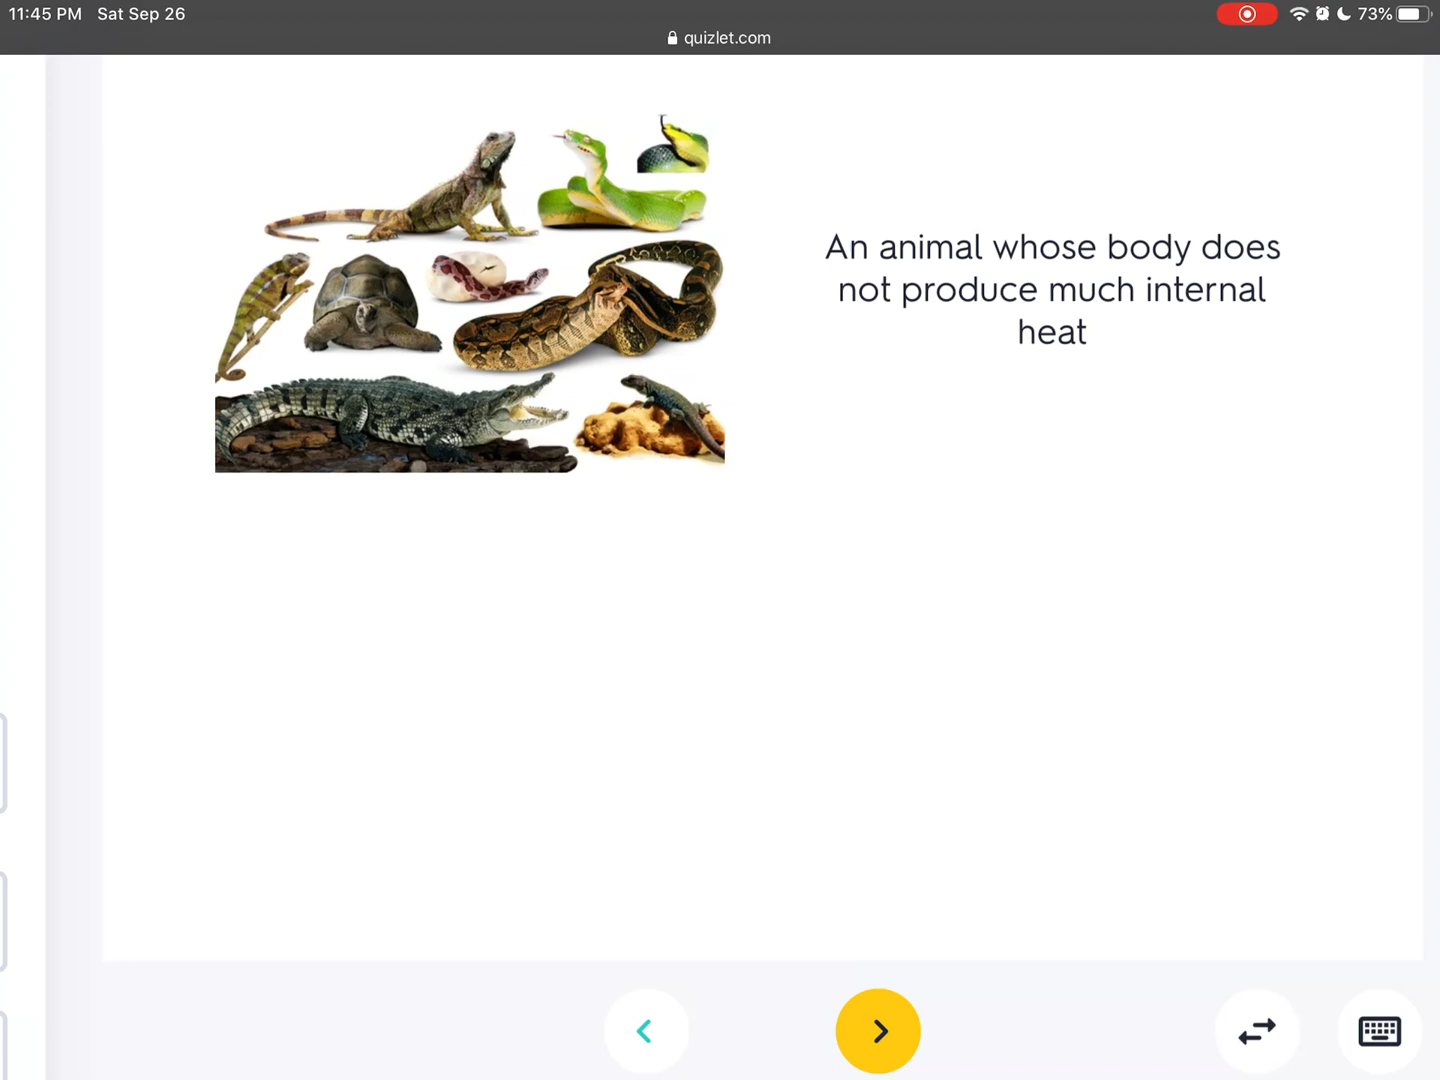 11:45 PM Sat Sep 26
73%
quizlet.com
An animal whose body does
not produce much internal
heat